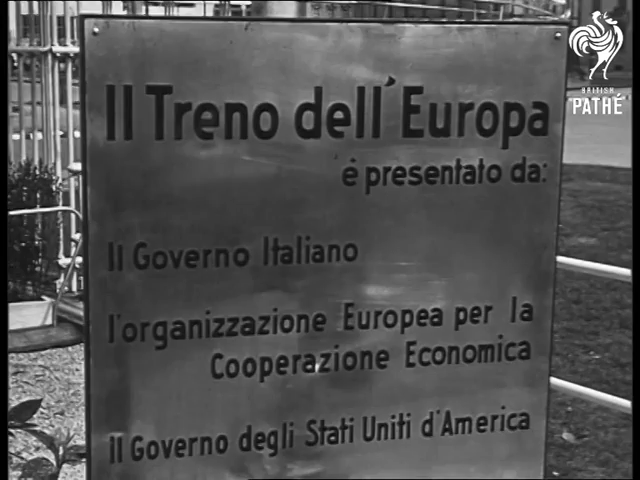 Il Treno dell'Europa
è presentato da:
Il Governo Italiano
l'organizzazione Europea per la
Cooperazione Economica
Il Governo degli Stati Uniti d'America
BRITISH
PATHÉ